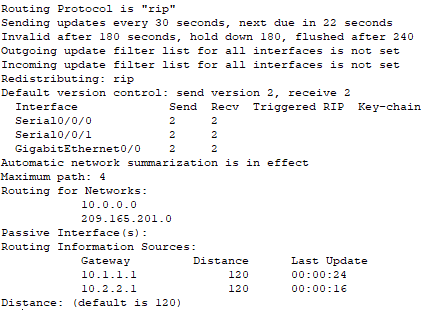 Routing Protocol is "rip"
Sending updates every 30 seconds, next due in 22 seconds
Invalid after 180 seconds, hold down 180, flushed after 240
Outgoing update filter list for all interfaces is not set
Incoming update filter list for all interfaces is not set
Redistributing: rip
Default version control: send version 2, receive 2
Interface Send Recv Triggered RIP Key-chain
Serial0/0/0 2 2
Serial0/0/1 2 2
GigabitEthernet0/0 2 2
Automatic network summarization is in effect
Maximum path: 4
Routing for Networks:
10.0.0.0
209.165.201.0
Passive Interface(s):
Routing Information Sources:
Gateway Distance Last Update
10.1.1.1 120 00:00:24
10.2.2.1 120 00:00:16
Distance: (default is 120)